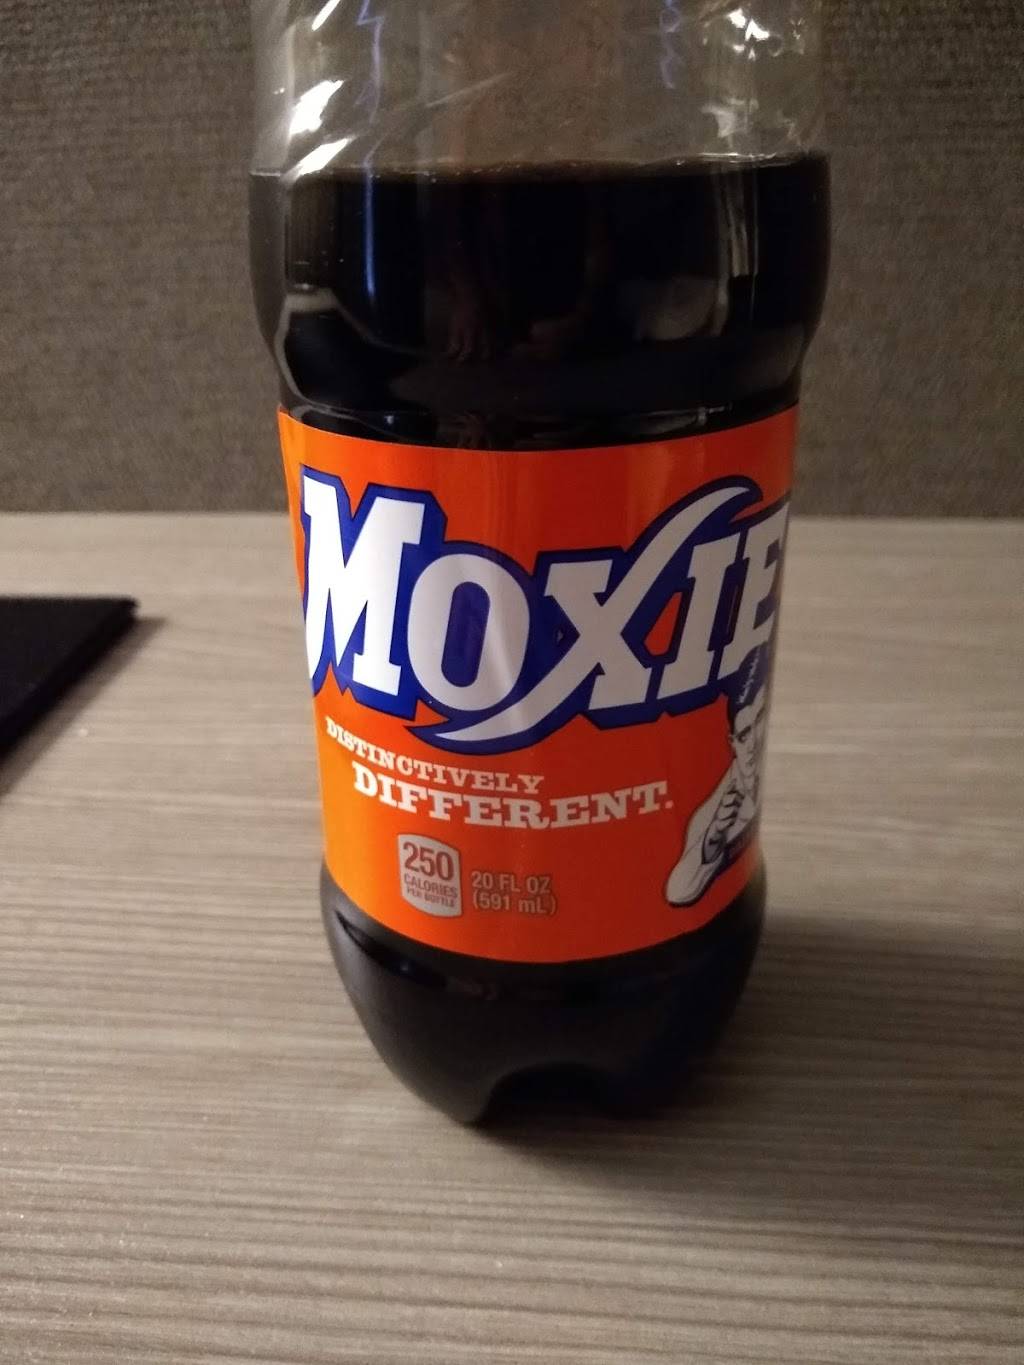 MOXIE
DISTINCTIVELY
DIFFERENT.
250
CALORIES
PER BOTTLE
20 FL OZ
(591 mL)